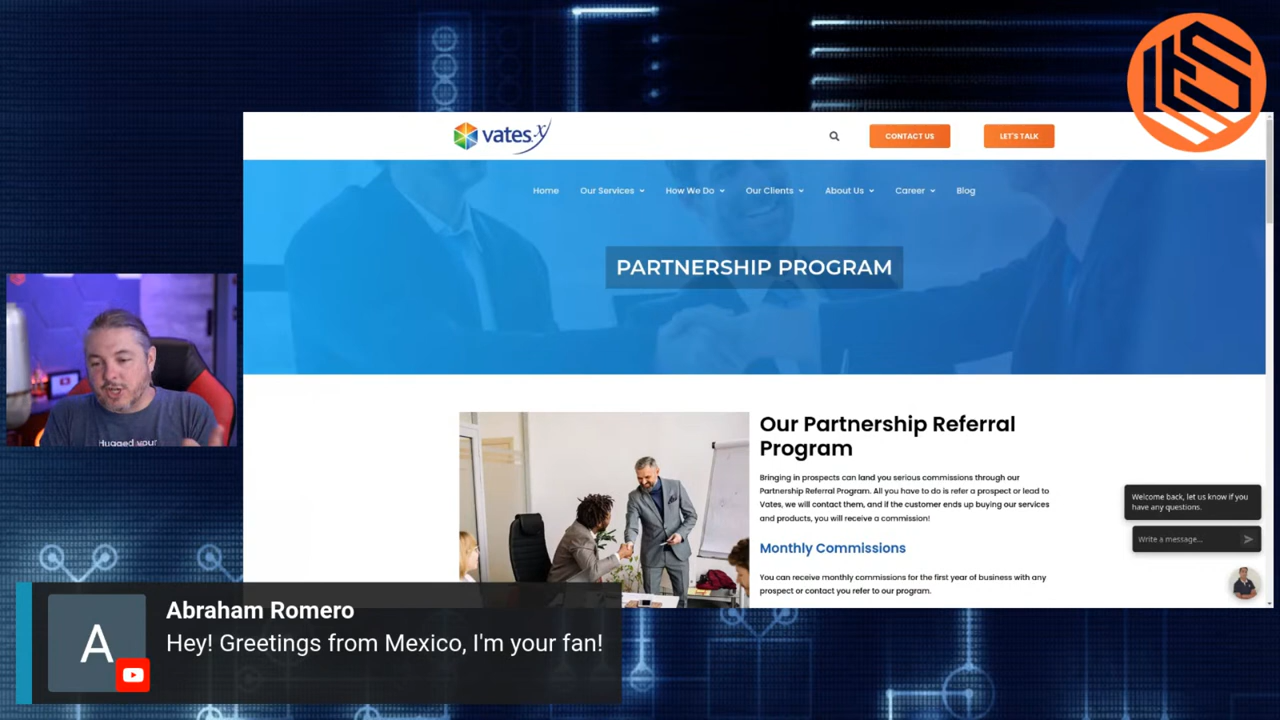 vates
CONTACT US
LET'S TALK
Home
Our Services
How We Do
Our Clients
About Us
Career
Blog
PARTNERSHIP PROGRAM
Our Partnership Referral
Program
Bringing in prospects can land you serious commissions through our
Partnership Referral Program. All you have to do is refer a prospect or lead to
Vates, we will contact them, and if the customer ends up buying our services
and products, you will receive a commission!
Monthly Commissions
You can receive monthly commissions for the first year of business with any
prospect or contact you refer to our program.
Welcome back, let us know if you
have any questions.
Write a message...
Hugged your
A
Abraham Romero
Hey! Greetings from Mexico, I'm your fan!